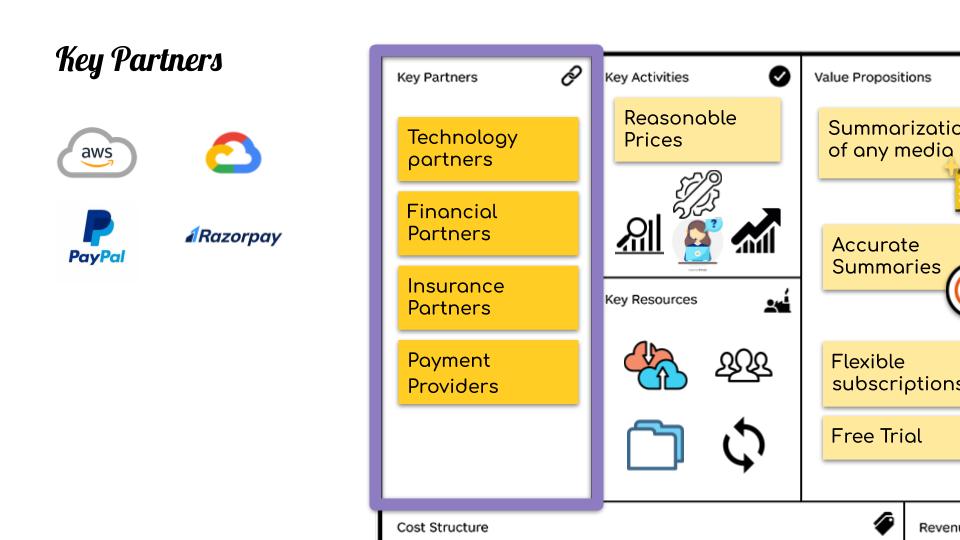 Key Partners
aws
PayPal
Razorpay
Key Partners
Technology
partners
Financial
Partners
Insurance
Partners
Payment
Providers
Key Activities
Reasonable
Prices
?
Key Resources
Value Propositions
Summarizatio
of any media
Accurate
Summaries
Flexible
subscriptions
Free Trial
Cost Structure
Revenu